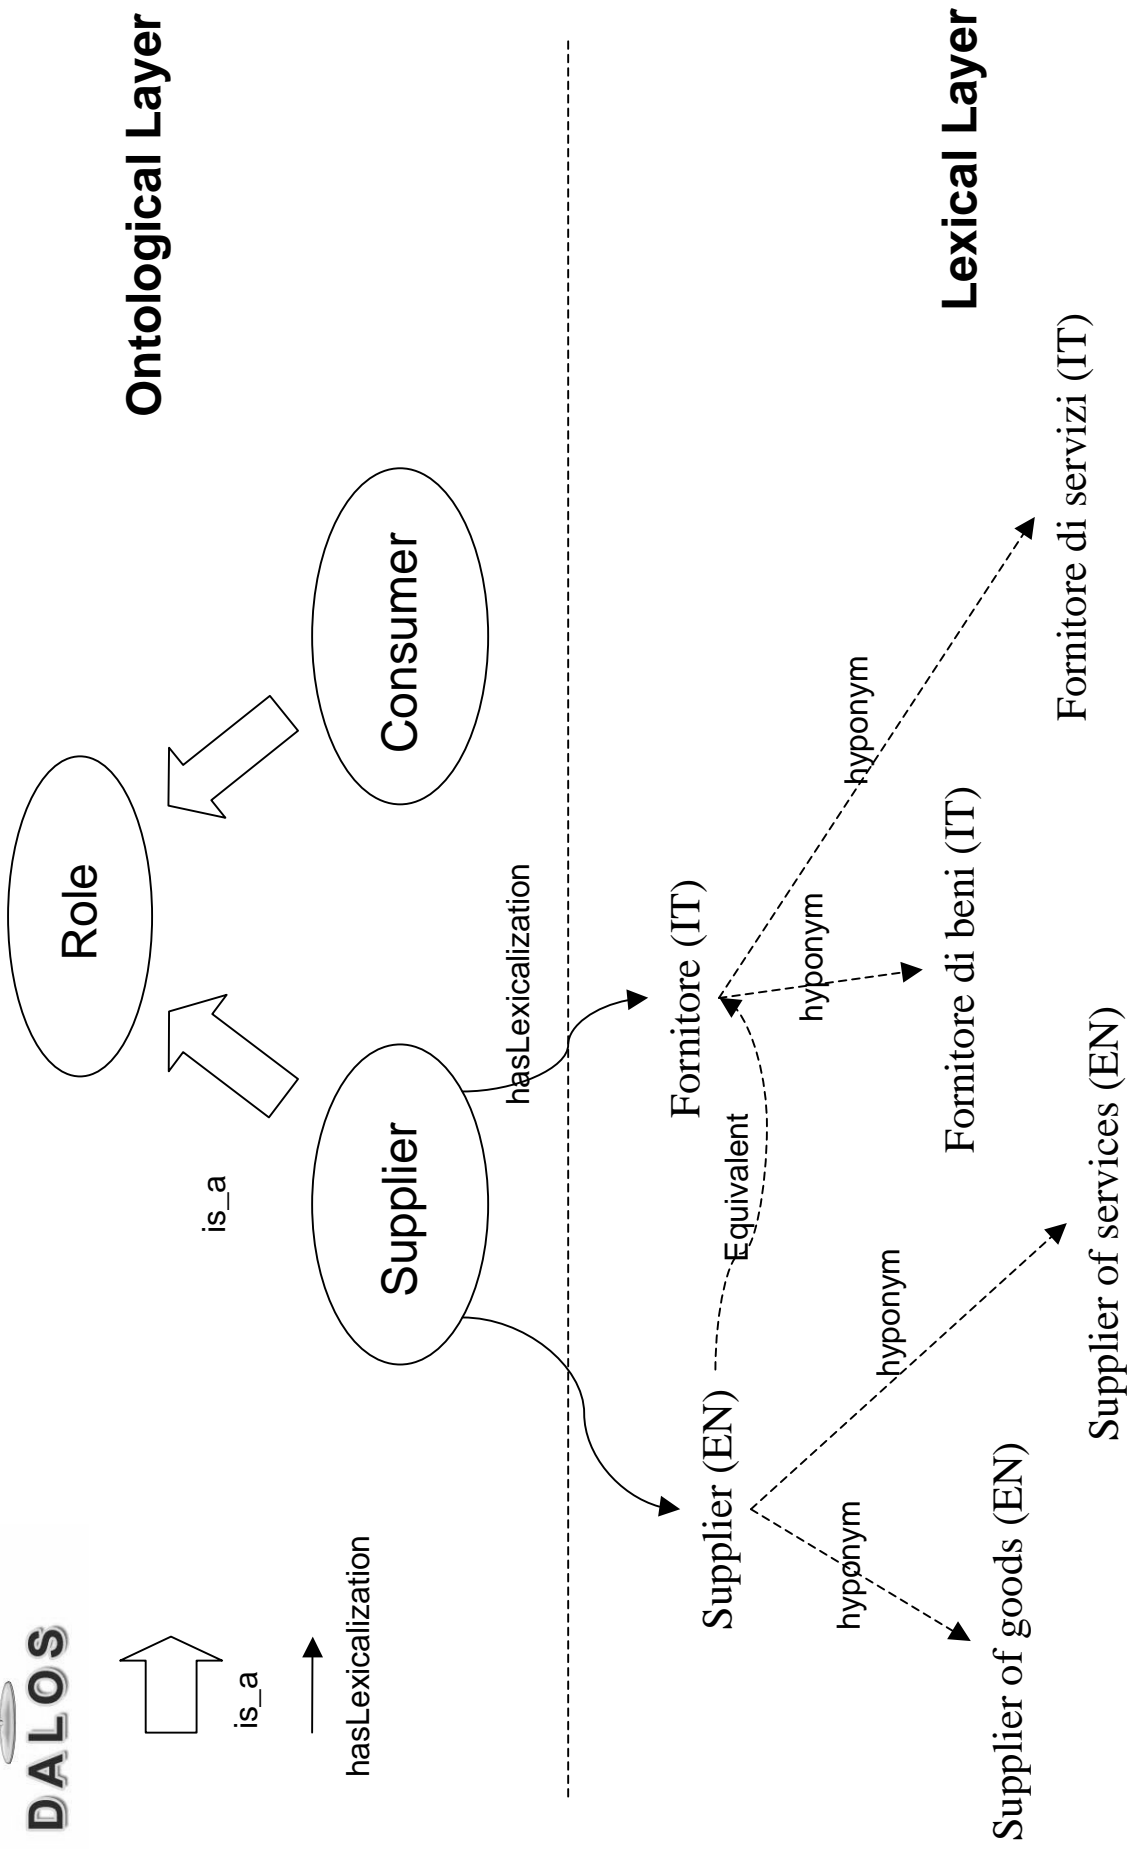 DALOS
is_a
hasLexicalization
Ontological Layer
Role
is_a
Supplier
Consumer
hasLexicalization
Lexical Layer
Supplier (EN)
Equivalent
Fornitore (IT)
hyponym
hyponym
hyponym
hyponym
Supplier of goods (EN)
Supplier of services (EN)
Fornitore di beni (IT)
Fornitore di servizi (IT)